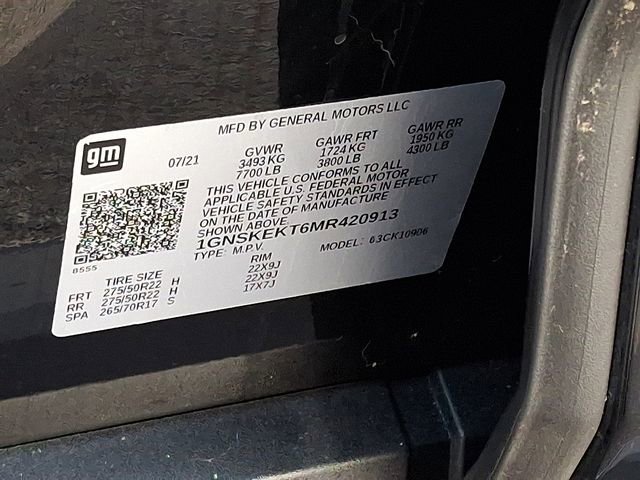 MFD BY GENERAL MOTORS LLC
gm
07/21
GVWR GAWR FRT GAWR RR
3493 KG 1724 KG 1950 KG
7700 LB 3800 LB 4300 LB
THIS VEHICLE CONFORMS TO ALL
APPLICABLE U.S. FEDERAL MOTOR
VEHICLE SAFETY STANDARDS IN EFFECT
ON THE DATE OF MANUFACTURE
SHOWN ABOVE.
1GNSKEKT6MR420913
TYPE: M.P.V. MODEL: 63CK10906
8555
TIRE SIZE RIM
FRT 275/50R22 H 22X9J
RR 275/50R22 H 22X9J
SPA 265/70R17 S 17X7J